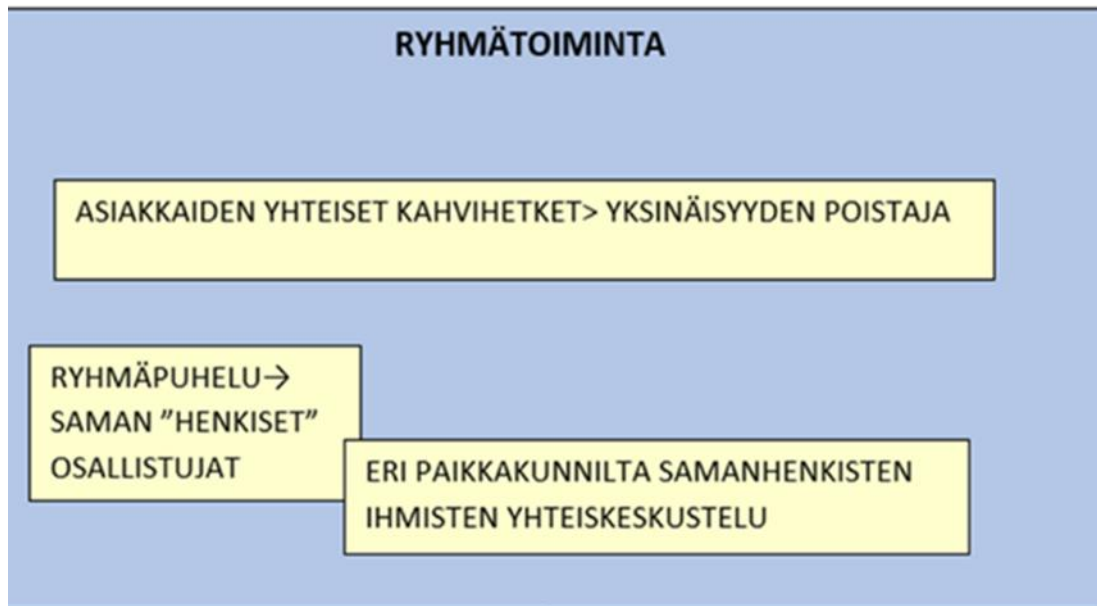 RYHMÄTOIMINTA
ASIAKKAIDEN YHTEISET KAHVIHETKET> YKSINÄISYYDEN POISTAJA
RYHMÄPUHELU→
SAMAN ”HENKISET”
OSALLISTUJAT
ERI PAIKKAKUNNILTA SAMANHENKISTEN
IHMISTEN YHTEISKESKUSTELU